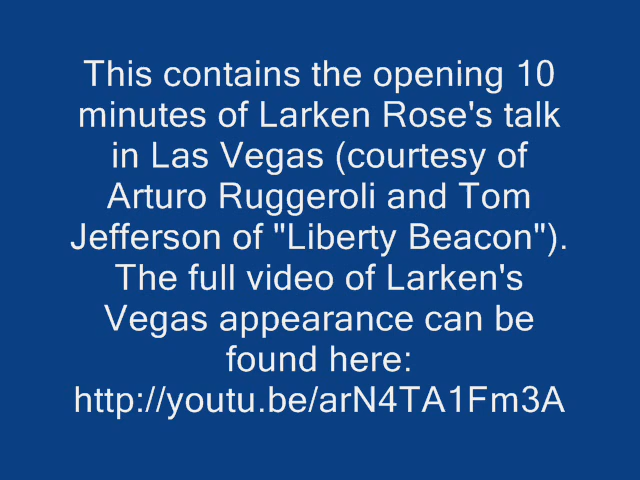 This contains the opening 10
minutes of Larken Rose's talk
in Las Vegas (courtesy of
Arturo Ruggeroli and Tom
Jefferson of "Liberty Beacon").
The full video of Larken's
Vegas appearance can be
found here:
http://youtu.be/arN4TA1Fm3A